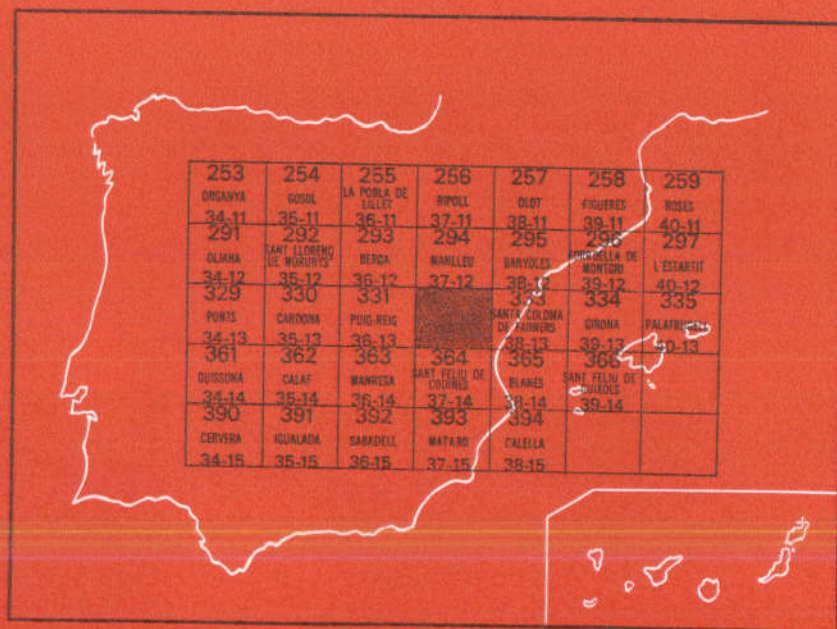 253 254 255 256 257 258 259
ORGANYA GOSOL LA POBLA DE LILLET RIPOLL OLOT FIGUERES ROSES
34-11 35-11 36-11 37-11 38-11 39-11 40-11
291 292 293 294 295 296 297
OLIANA SANT LLORENÇ DE MORUNYS BERGA MANLLEU BANYOLES TORROELLA DE MONTGRI L'ESTARTIT
34-12 35-12 36-12 37-12 38-12 39-12 40-12
329 330 331 333 334 335
PONTS CARDONA PUIG-REIG SANTA COLOMA DE FARNERS GIRONA PALAFRUGELL
34-13 35-13 36-13 38-13 39-13 40-13
361 362 363 364 365 366
GUISSONA CALAF MANRESA SANT FELIU DE CODINES BLANES SANT FELIU DE GUIXOLS
34-14 35-14 36-14 37-14 38-14 39-14
390 391 392 393 394
CERVERA IGUALADA SABADELL MATARO CALELLA
34-15 35-15 36-15 37-15 38-15